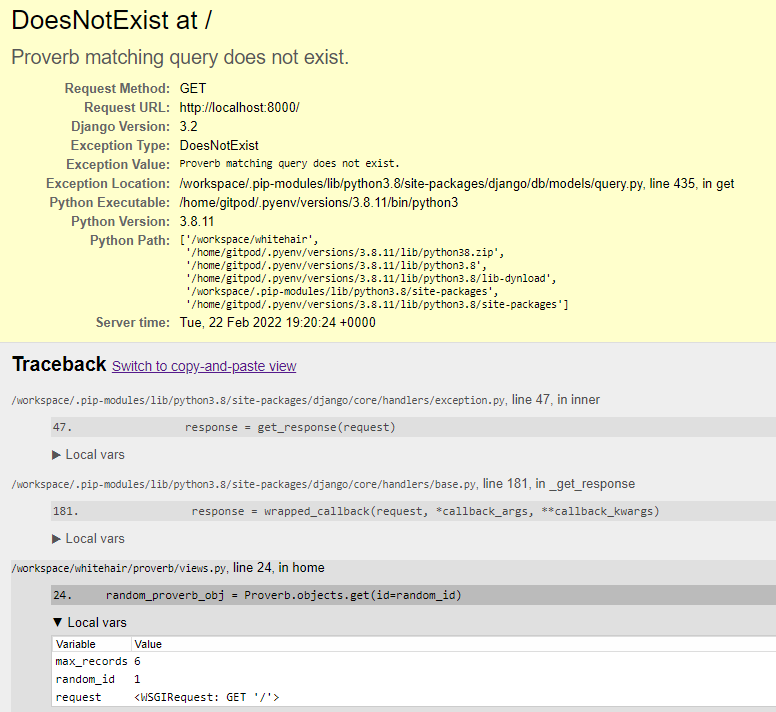 DoesNotExist at /
Proverb matching query does not exist.
Request Method: GET
Request URL: http://localhost:8000/
Django Version: 3.2
Exception Type: DoesNotExist
Exception Value: Proverb matching query does not exist.
Exception Location: /workspace/.pip-modules/lib/python3.8/site-packages/django/db/models/query.py, line 435, in get
Python Executable: /home/gitpod/.pyenv/versions/3.8.11/bin/python3
Python Version: 3.8.11
Python Path: ['/workspace/whitehair',
'/home/gitpod/.pyenv/versions/3.8.11/lib/python38.zip',
'/home/gitpod/.pyenv/versions/3.8.11/lib/python3.8',
'/home/gitpod/.pyenv/versions/3.8.11/lib/python3.8/lib-dynload',
'/workspace/.pip-modules/lib/python3.8/site-packages',
'/home/gitpod/.pyenv/versions/3.8.11/lib/python3.8/site-packages']
Server time: Tue, 22 Feb 2022 19:20:24 +0000
Traceback Switch to copy-and-paste view
/workspace/.pip-modules/lib/python3.8/site-packages/django/core/handlers/exception.py, line 47, in inner
47. response = get_response(request)
▶ Local vars
/workspace/.pip-modules/lib/python3.8/site-packages/django/core/handlers/base.py, line 181, in _get_response
181. response = wrapped_callback(request, *callback_args, **callback_kwargs)
▶ Local vars
/workspace/whitehair/proverb/views.py, line 24, in home
24. random_proverb_obj = Proverb.objects.get(id=random_id)
▼ Local vars
Variable Value
max_records 6
random_id 1
request <WSGIRequest: GET '/'>